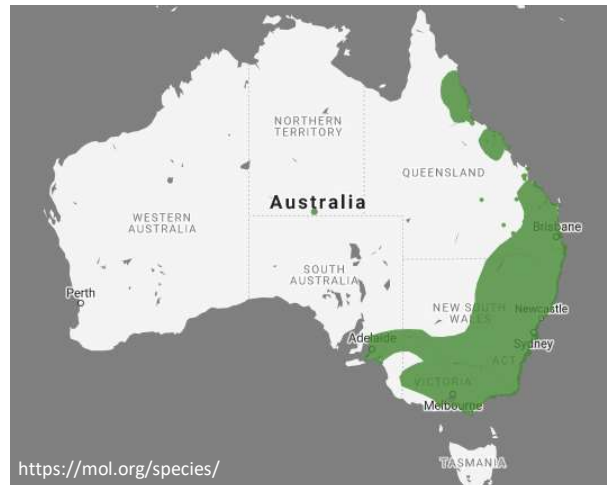 NORTHERN
TERRITORY
QUEENSLAND
Australia
WESTERN
AUSTRALIA
Brisbane
SOUTH
AUSTRALIA
Perth
NEW SOUTH
WALES
Newcastle
Adelaide
Sydney
ACT
VICTORIA
Melbourne
https://mol.org/species/
TASMANIA